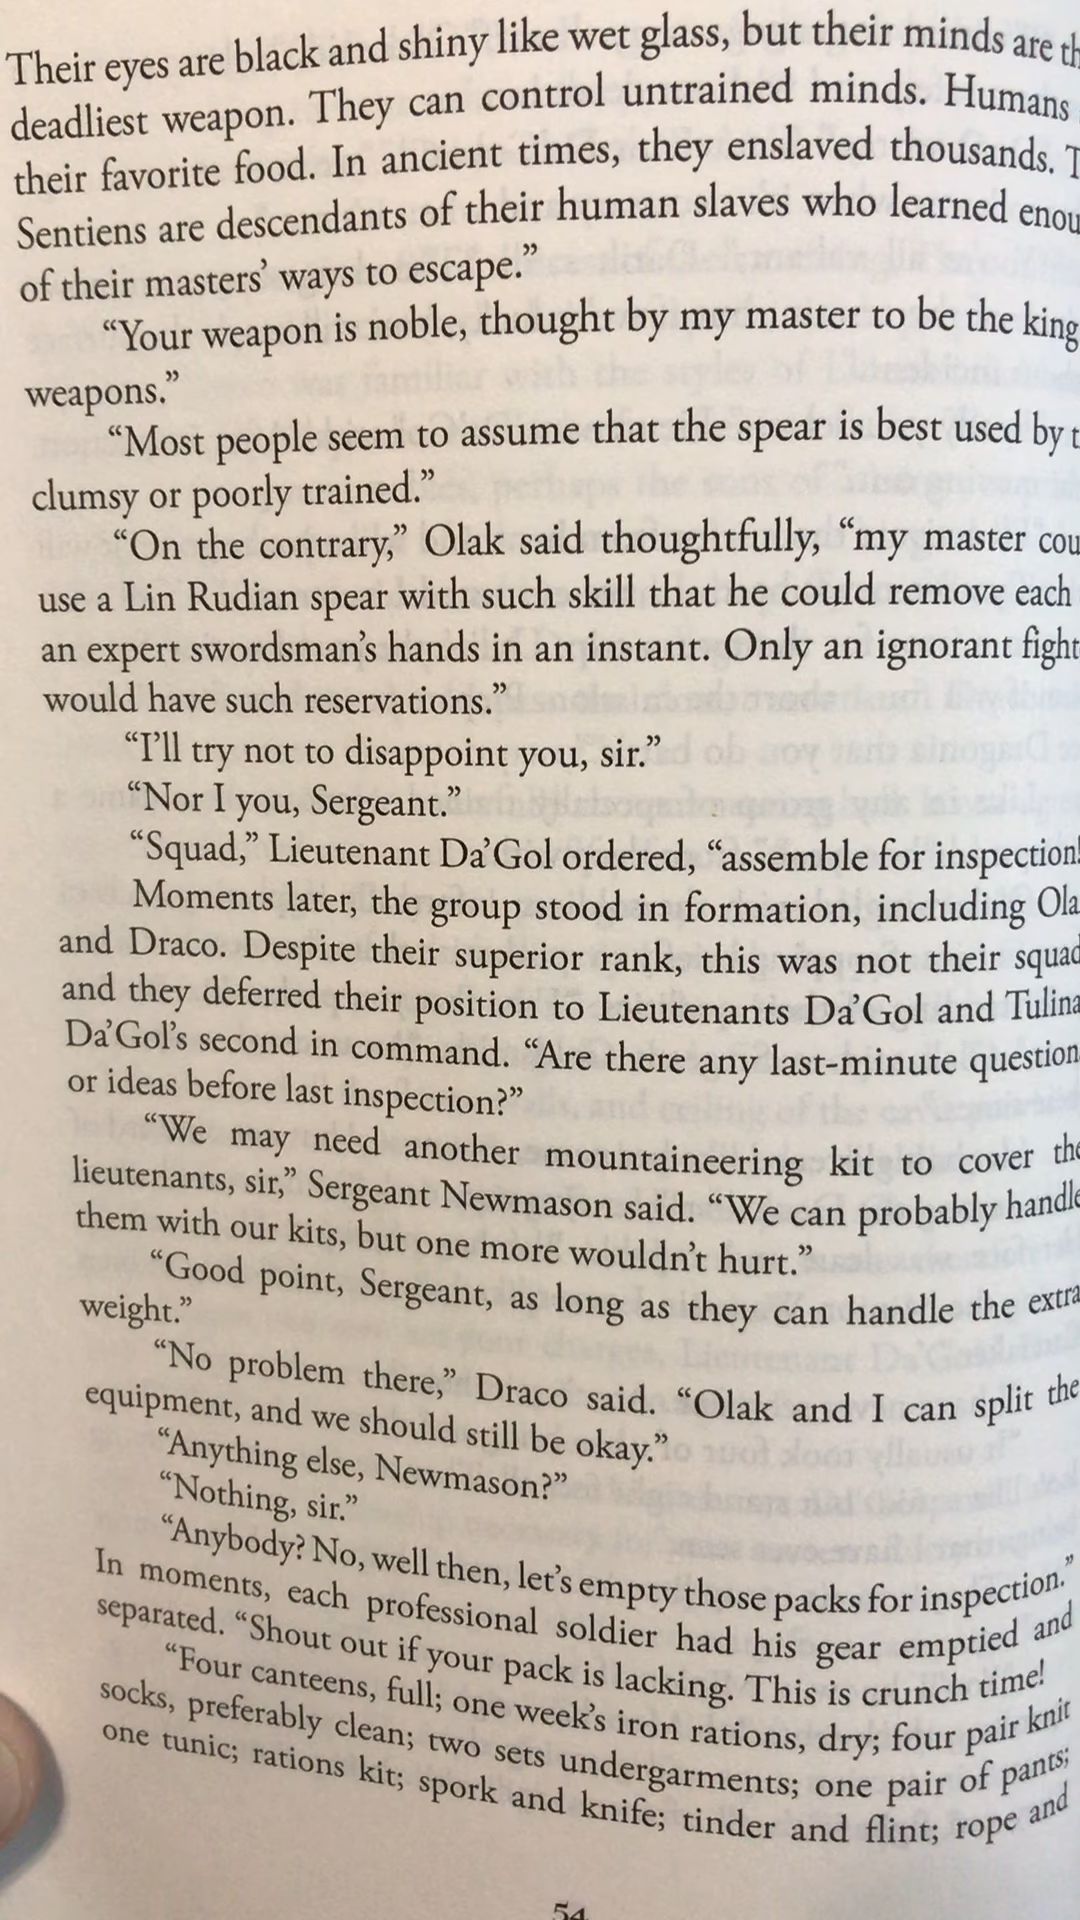 Their eyes are black and shiny like wet glass, but their minds are
deadliest weapon. They can control untrained minds. Humans
their favorite food. In ancient times, they enslaved thousands.
Sentiens are descendants of their human slaves who learned
of their masters’ ways to escape.”
“Your weapon is noble, thought by my master to be the king
weapons.”
“Most people seem to assume that the spear is best used by
clumsy or poorly trained.”
“On the contrary,” Olak said thoughtfully, “my master
use a Lin Rudian spear with such skill that he could remove each
an expert swordsman’s hands in an instant. Only an ignorant
would have such reservations.”
“I’ll try not to disappoint you, sir.”
“Nor I you, Sergeant.”
“Squad,” Lieutenant Da’Gol ordered, “assemble for inspection!
Moments later, the group stood in formation, including
and Draco. Despite their superior rank, this was not their squad
and they deferred their position to Lieutenants Da’Gol and
Da’Gol’s second in command. “Are there any last-minute
or ideas before last inspection?”
“We may need another mountaineering kit to cover the
lieutenants, sir,” Sergeant Newmason said. “We can probably handle
them with our kits, but one more wouldn’t hurt.”
“Good point, Sergeant, as long as they can handle the extra
weight.”
“No problem there,” Draco said. “Olak and I can split the
equipment, and we should still be okay.”
“Anything else, Newmason?”
“Nothing, sir.”
“Anybody? No, well then, let’s empty those packs for inspection.”
In moments, each professional soldier had his gear emptied and
separated. “Shout out if your pack is lacking. This is crunch time!
“Four canteens, full; one week’s iron rations, dry; four pair knit
socks, preferably clean; two sets undergarments; one pair of pants;
one tunic; rations kit; spork and knife; tinder and flint; rope and
54